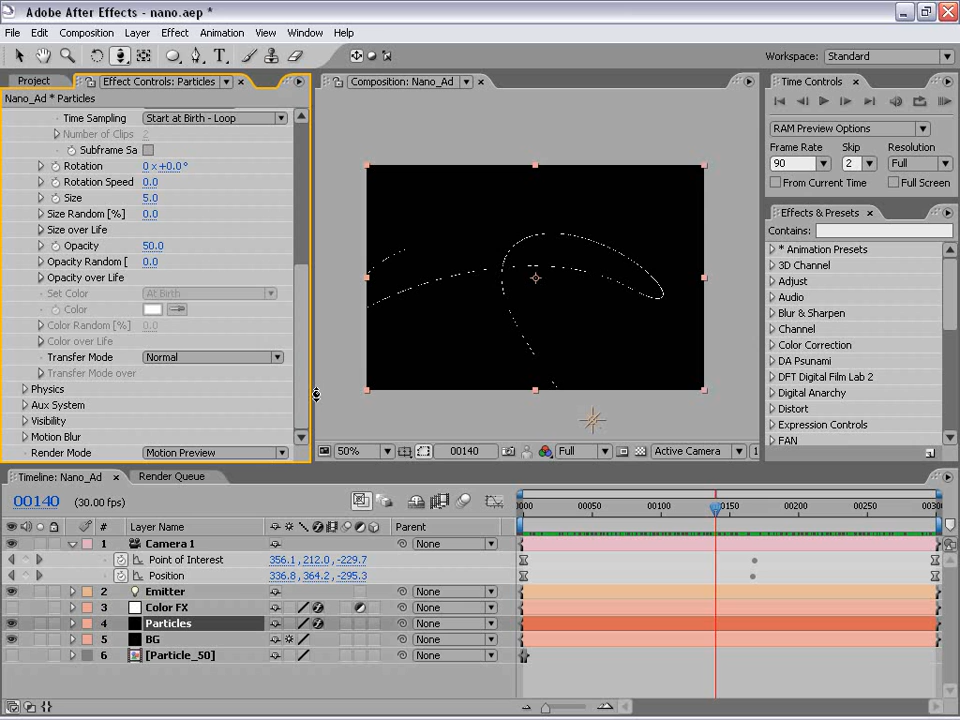 Adobe After Effects - nano.aep *
File Edit Composition Layer Effect Animation View Window Help
Workspace: Standard
Project Effect Controls: Particles
Nano_Ad * Particles
Time Sampling Start at Birth - Loop
Number of Clips 2
Subframe Sa
Rotation 0 x +0.0°
Rotation Speed 0.0
Size 5.0
Size Random [%] 0.0
Size over Life
Opacity 50.0
Opacity Random [ 0.0
Opacity over Life
Set Color At Birth
Color
Color Random [%] 0.0
Color over Life
Transfer Mode Normal
Transfer Mode over
Physics
Aux System
Visibility
Motion Blur
Render Mode Motion Preview
Composition: Nano_Ad
50% 00140 Full Active Camera 1
Time Controls
RAM Preview Options
Frame Rate Skip Resolution
90 2 Full
From Current Time Full Screen
Effects & Presets
Contains:
* Animation Presets
3D Channel
Adjust
Audio
Blur & Sharpen
Channel
Color Correction
DA Psunami
DFT Digital Film Lab 2
Digital Anarchy
Distort
Expression Controls
FAN
Timeline: Nano_Ad Render Queue
00140 (30.00 fps)
0000 00050 00100 00150 00200 00250 0030
# Layer Name Parent
1 Camera 1 None
Point of Interest 356.1, 212.0, -229.7
Position 336.8, 364.2, -295.3
2 Emitter None
3 Color FX None
4 Particles None
5 BG None
6 [Particle_50] None